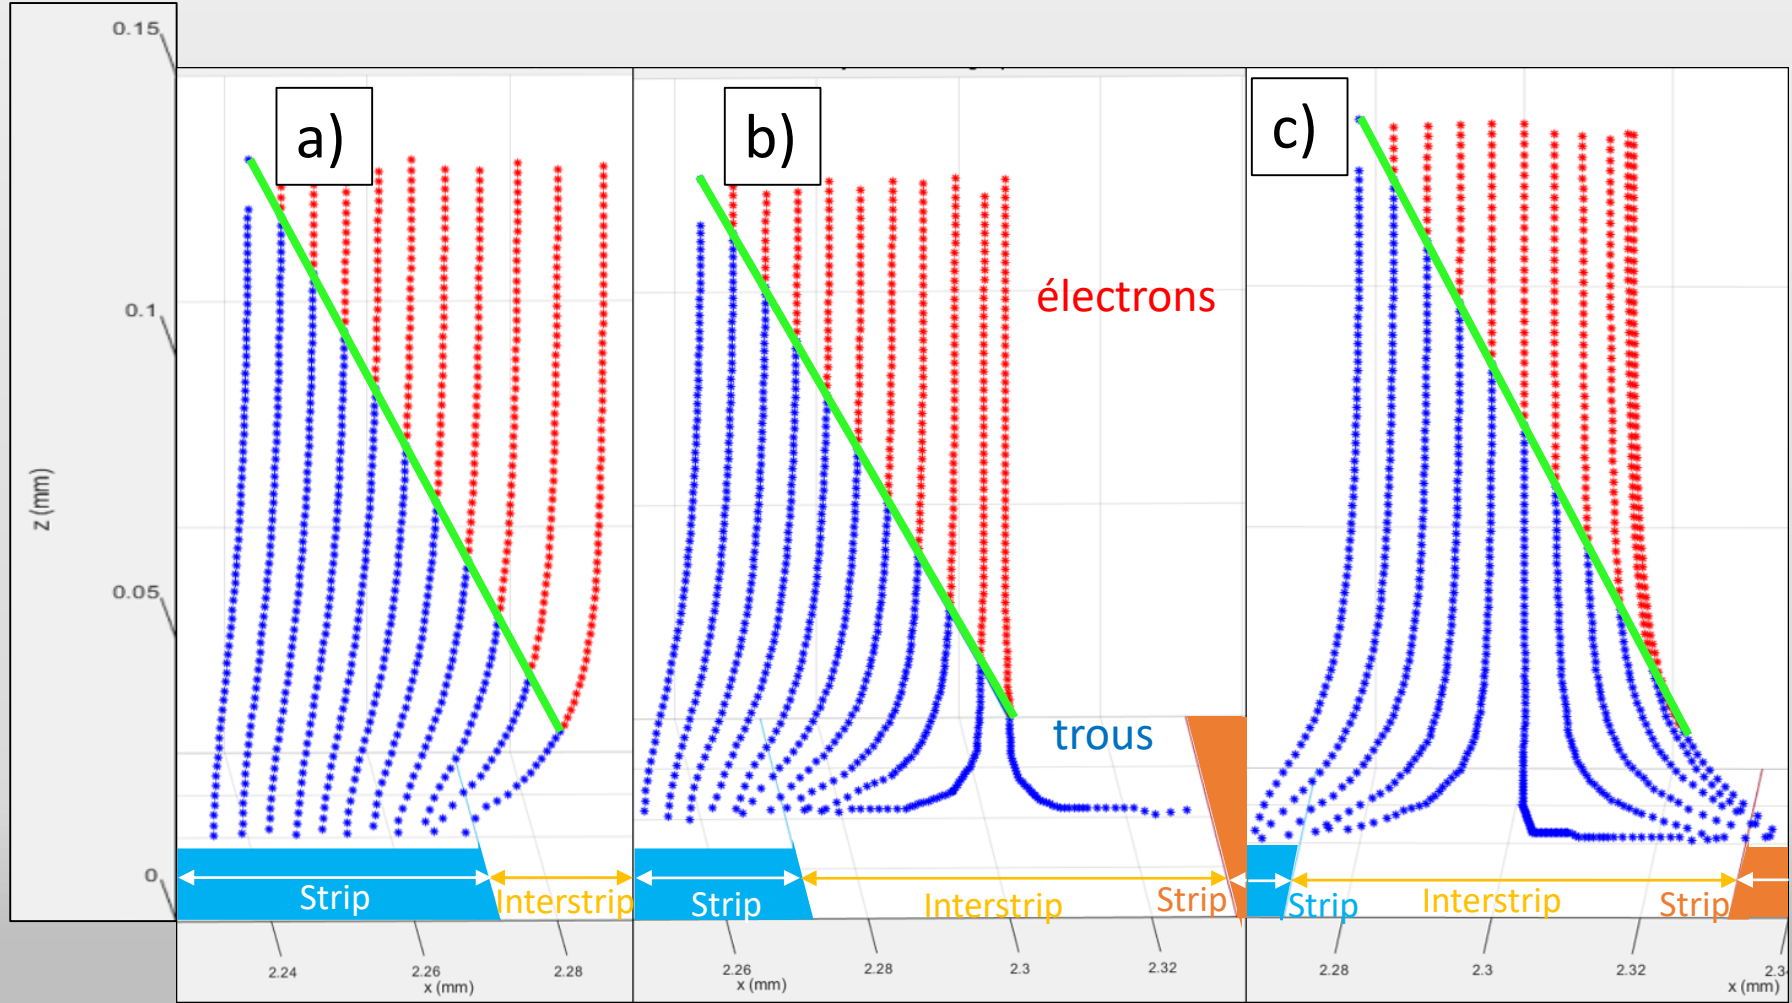 0.15
0.1
0.05
0
z (mm)
a)
Strip
Interstrip
2.24
2.26
2.28
x (mm)
b)
électrons
trous
Strip
Interstrip
Strip
2.26
2.28
2.3
2.32
x (mm)
c)
Strip
Interstrip
Strip
2.28
2.3
2.32
2.3
x (mm)